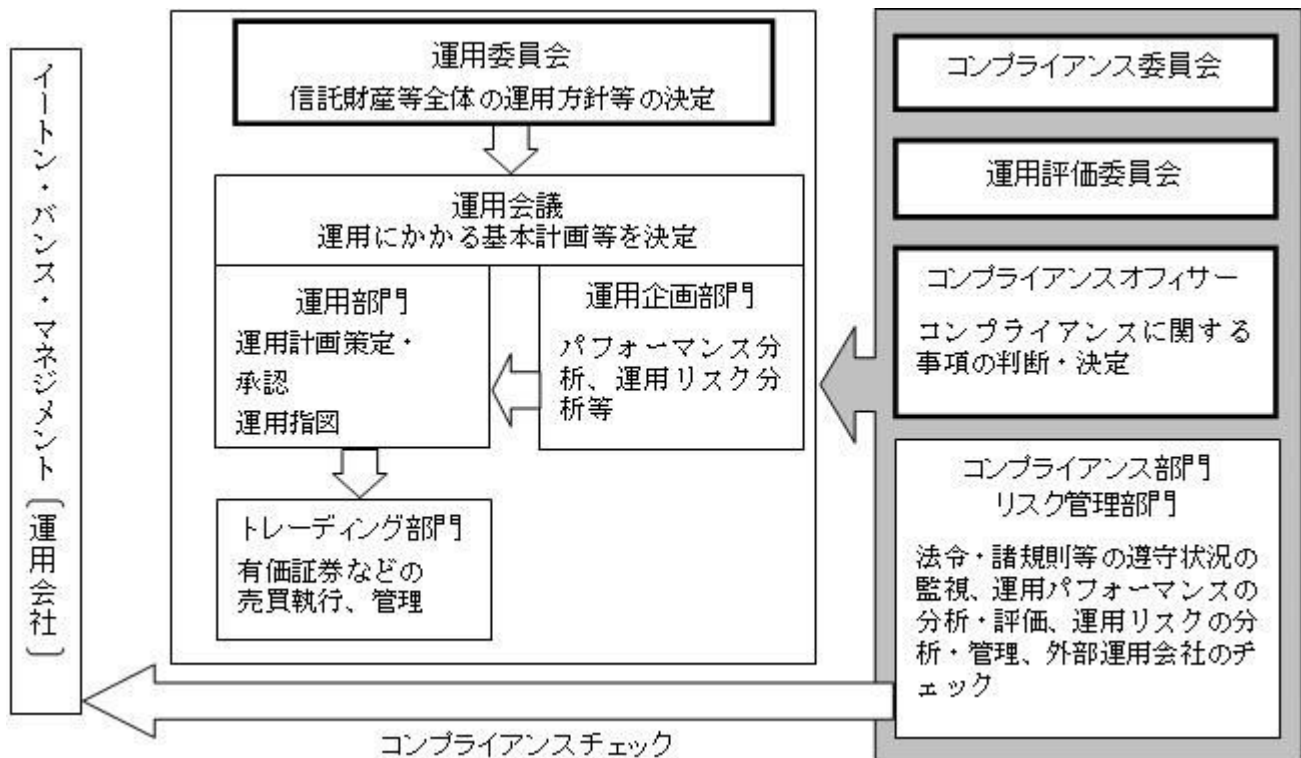 イートン・バンス・マネジメント〔運用会社〕
運用委員会
信託財産等全体の運用方針等の決定
運用会議
運用にかかる基本計画等を決定
運用部門
運用計画策定・
承認
運用指図
運用企画部門
パフォーマンス分
析、運用リスク分
析等
トレーディング部門
有価証券などの
売買執行、管理
コンプライアンス委員会
運用評価委員会
コンプライアンスオフィサー
コンプライアンスに関する
事項の判断・決定
コンプライアンス部門
リスク管理部門
法令・諸規則等の遵守状況の
監視、運用パフォーマンスの
分析・評価、運用リスクの分
析・管理、外部運用会社のチ
ェック
コンプライアンスチェック